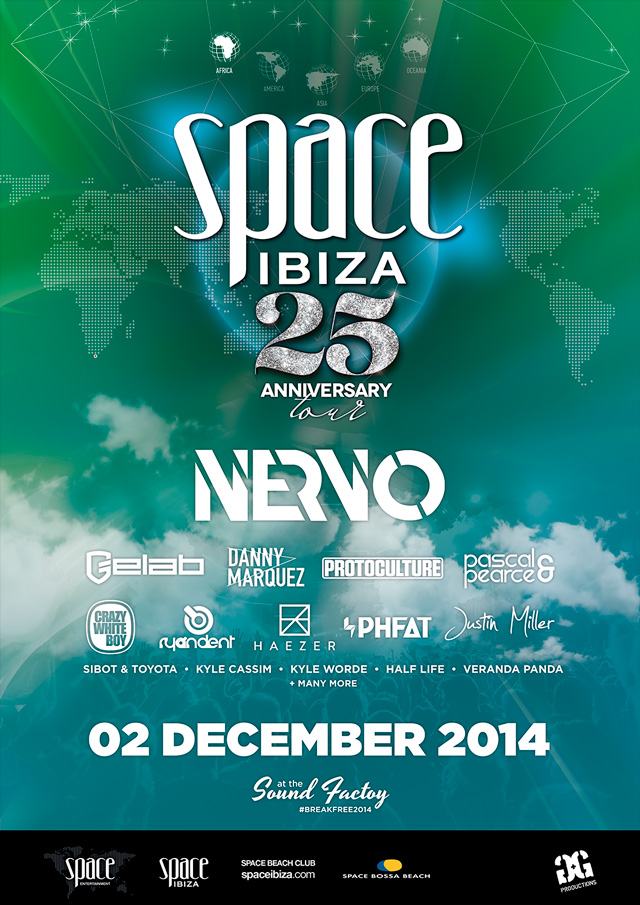 AFRICA
AMERICA
ASIA
EUROPE
OCEANIA
space
IBIZA
25
ANNIVERSARY
tour
NERVO
Gelab
DANNY
MARQUEZ
PROTOCULTURE
pascal &
pearce
CRAZY
WHITE
BOY
ryandent
HAEZER
PHFAT
Justin Miller
SIBOT & TOYOTA • KYLE CASSIM • KYLE WORDE • HALF LIFE • VERANDA PANDA
+ MANY MORE
02 DECEMBER 2014
at the
Sound Factoy
#BREAKFREE2014
space
ENTERTAINMENT
space
IBIZA
SPACE BEACH CLUB
spaceibiza.com
SPACE BOSSA BEACH
GG
PRODUCTIONS